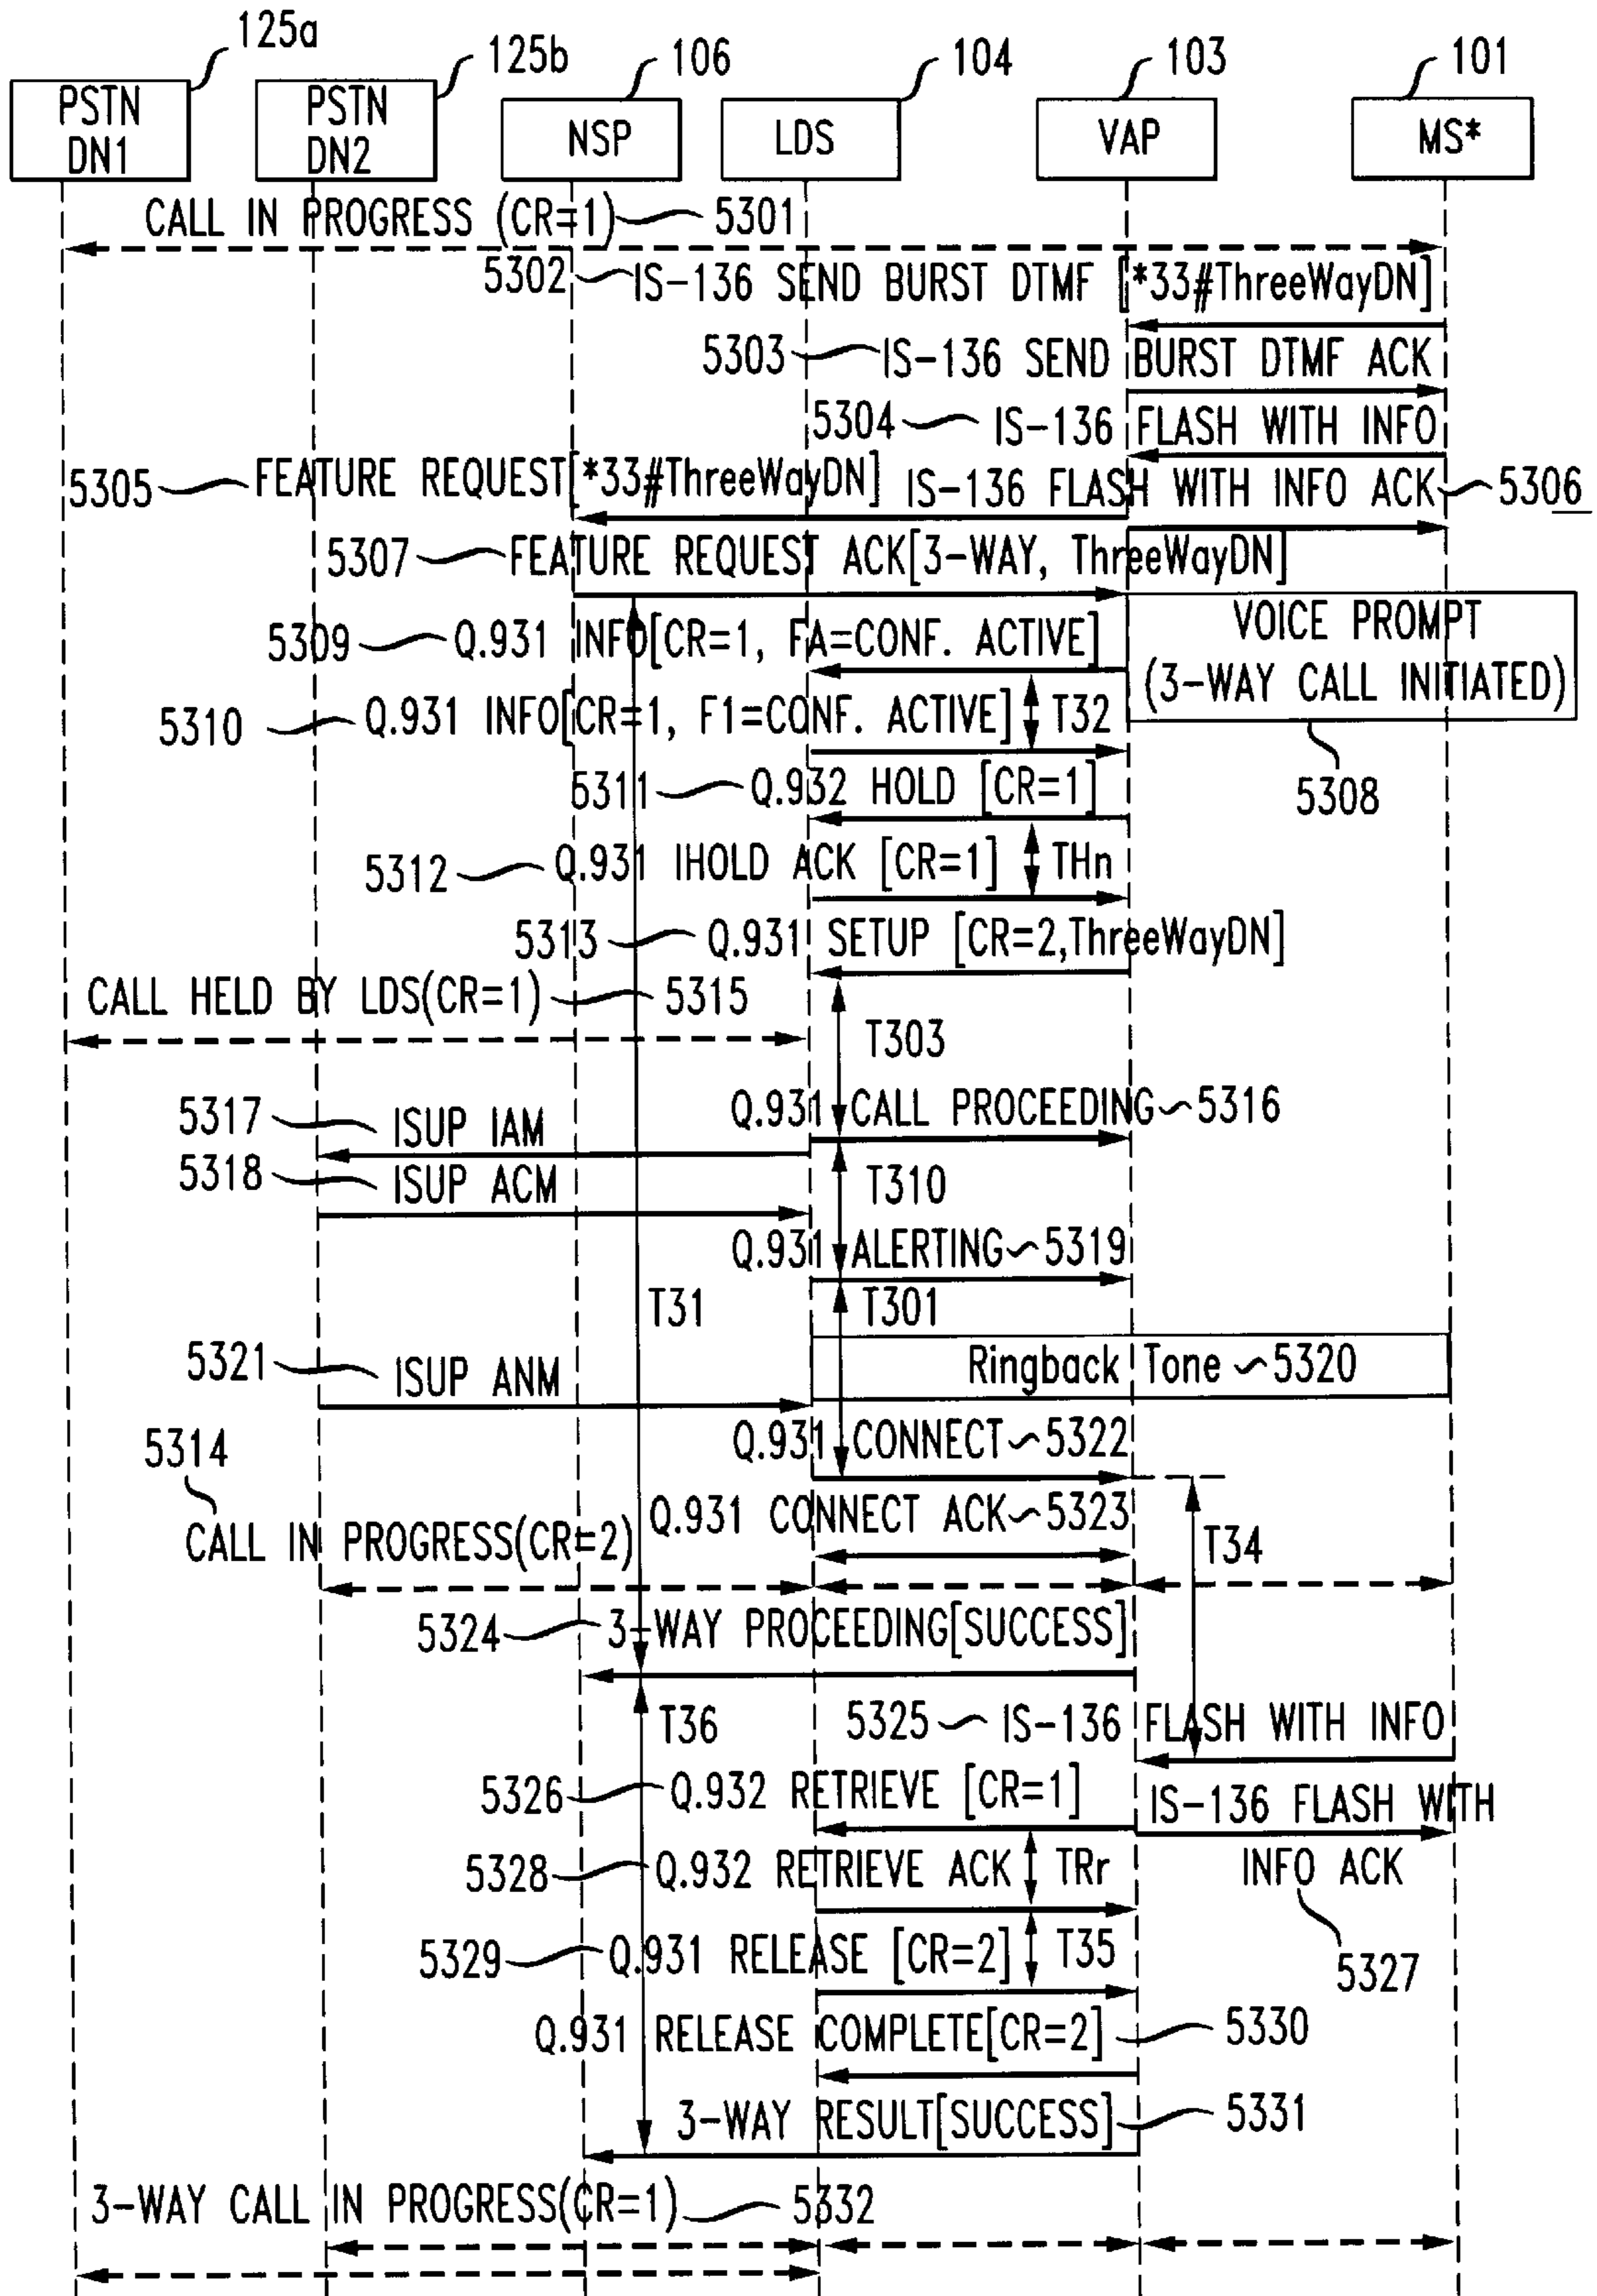 125a
125b
106
104
103
101
PSTN
DN1
PSTN
DN2
NSP
LDS
VAP
MS*
CALL IN PROGRESS (CR=1)
5301
5302
IS-136 SEND BURST DTMF [*33#ThreeWayDN]
5303
IS-136 SEND BURST DTMF ACK
5304
IS-136 FLASH WITH INFO
5305
FEATURE REQUEST[*33#ThreeWayDN]
IS-136 FLASH WITH INFO ACK
5306
5307
FEATURE REQUEST ACK[3-WAY, ThreeWayDN]
VOICE PROMPT
(3-WAY CALL INITIATED)
5308
5309
Q.931 INFO[CR=1, FA=CONF. ACTIVE]
5310
Q.931 INFO[CR=1, F1=CONF. ACTIVE]
T32
5311
Q.932 HOLD [CR=1]
5312
Q.931 IHOLD ACK [CR=1]
THn
5313
Q.931 SETUP [CR=2,ThreeWayDN]
CALL HELD BY LDS(CR=1)
5315
T303
5317
ISUP IAM
Q.931 CALL PROCEEDING
5316
5318
ISUP ACM
T310
Q.931 ALERTING
5319
T31
T301
5321
ISUP ANM
Ringback Tone
5320
5314
Q.931 CONNECT
5322
Q.931 CONNECT ACK
5323
CALL IN PROGRESS(CR=2)
T34
5324
3-WAY PROCEEDING[SUCCESS]
T36
5325
IS-136 FLASH WITH INFO
5326
Q.932 RETRIEVE [CR=1]
IS-136 FLASH WITH
INFO ACK
5327
5328
Q.932 RETRIEVE ACK
TRr
5329
Q.931 RELEASE [CR=2]
T35
Q.931 RELEASE COMPLETE[CR=2]
5330
3-WAY RESULT[SUCCESS]
5331
3-WAY CALL IN PROGRESS(CR=1)
5332